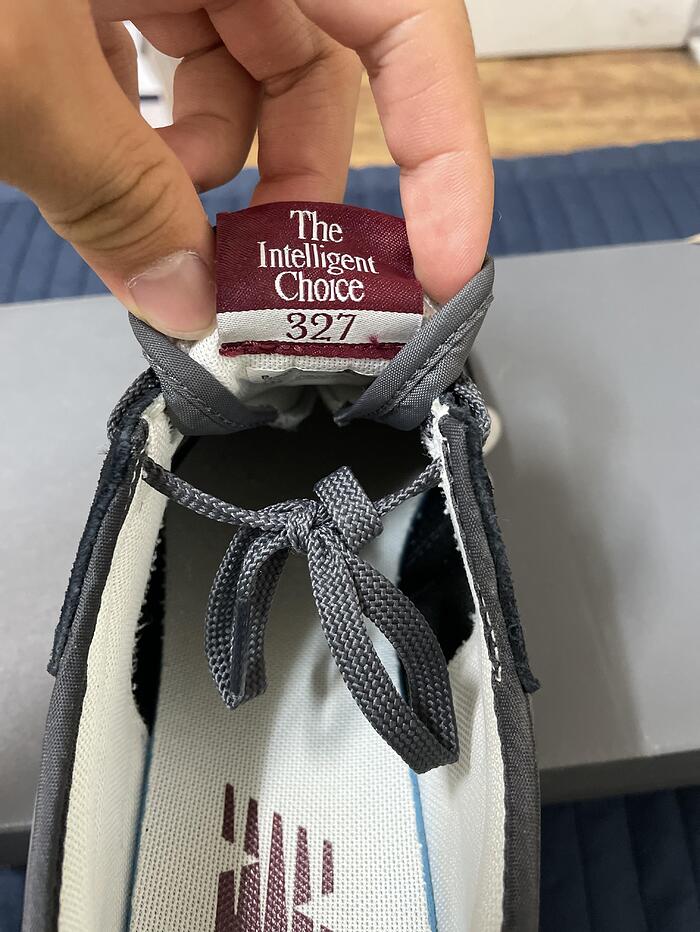 The
Intelligent
Choice
327